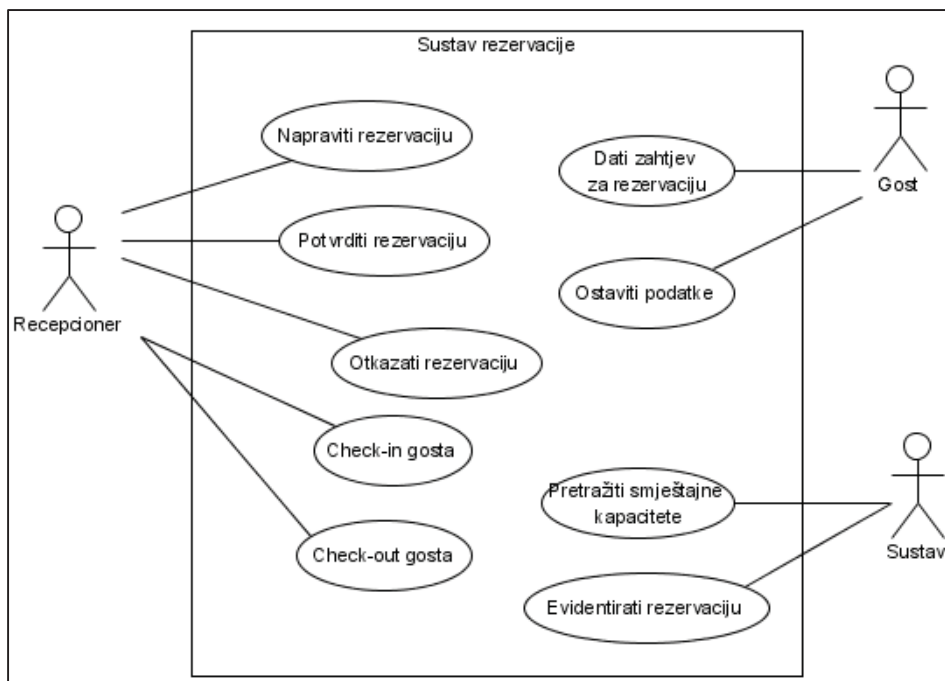 Sustav rezervacije
Napraviti rezervaciju
Dati zahtjev
za rezervaciju
Gost
Potvrditi rezervaciju
Ostaviti podatke
Recepcioner
Otkazati rezervaciju
Check-in gosta
Pretražiti smještajne
kapacitete
Check-out gosta
Sustav
Evidentirati rezervaciju